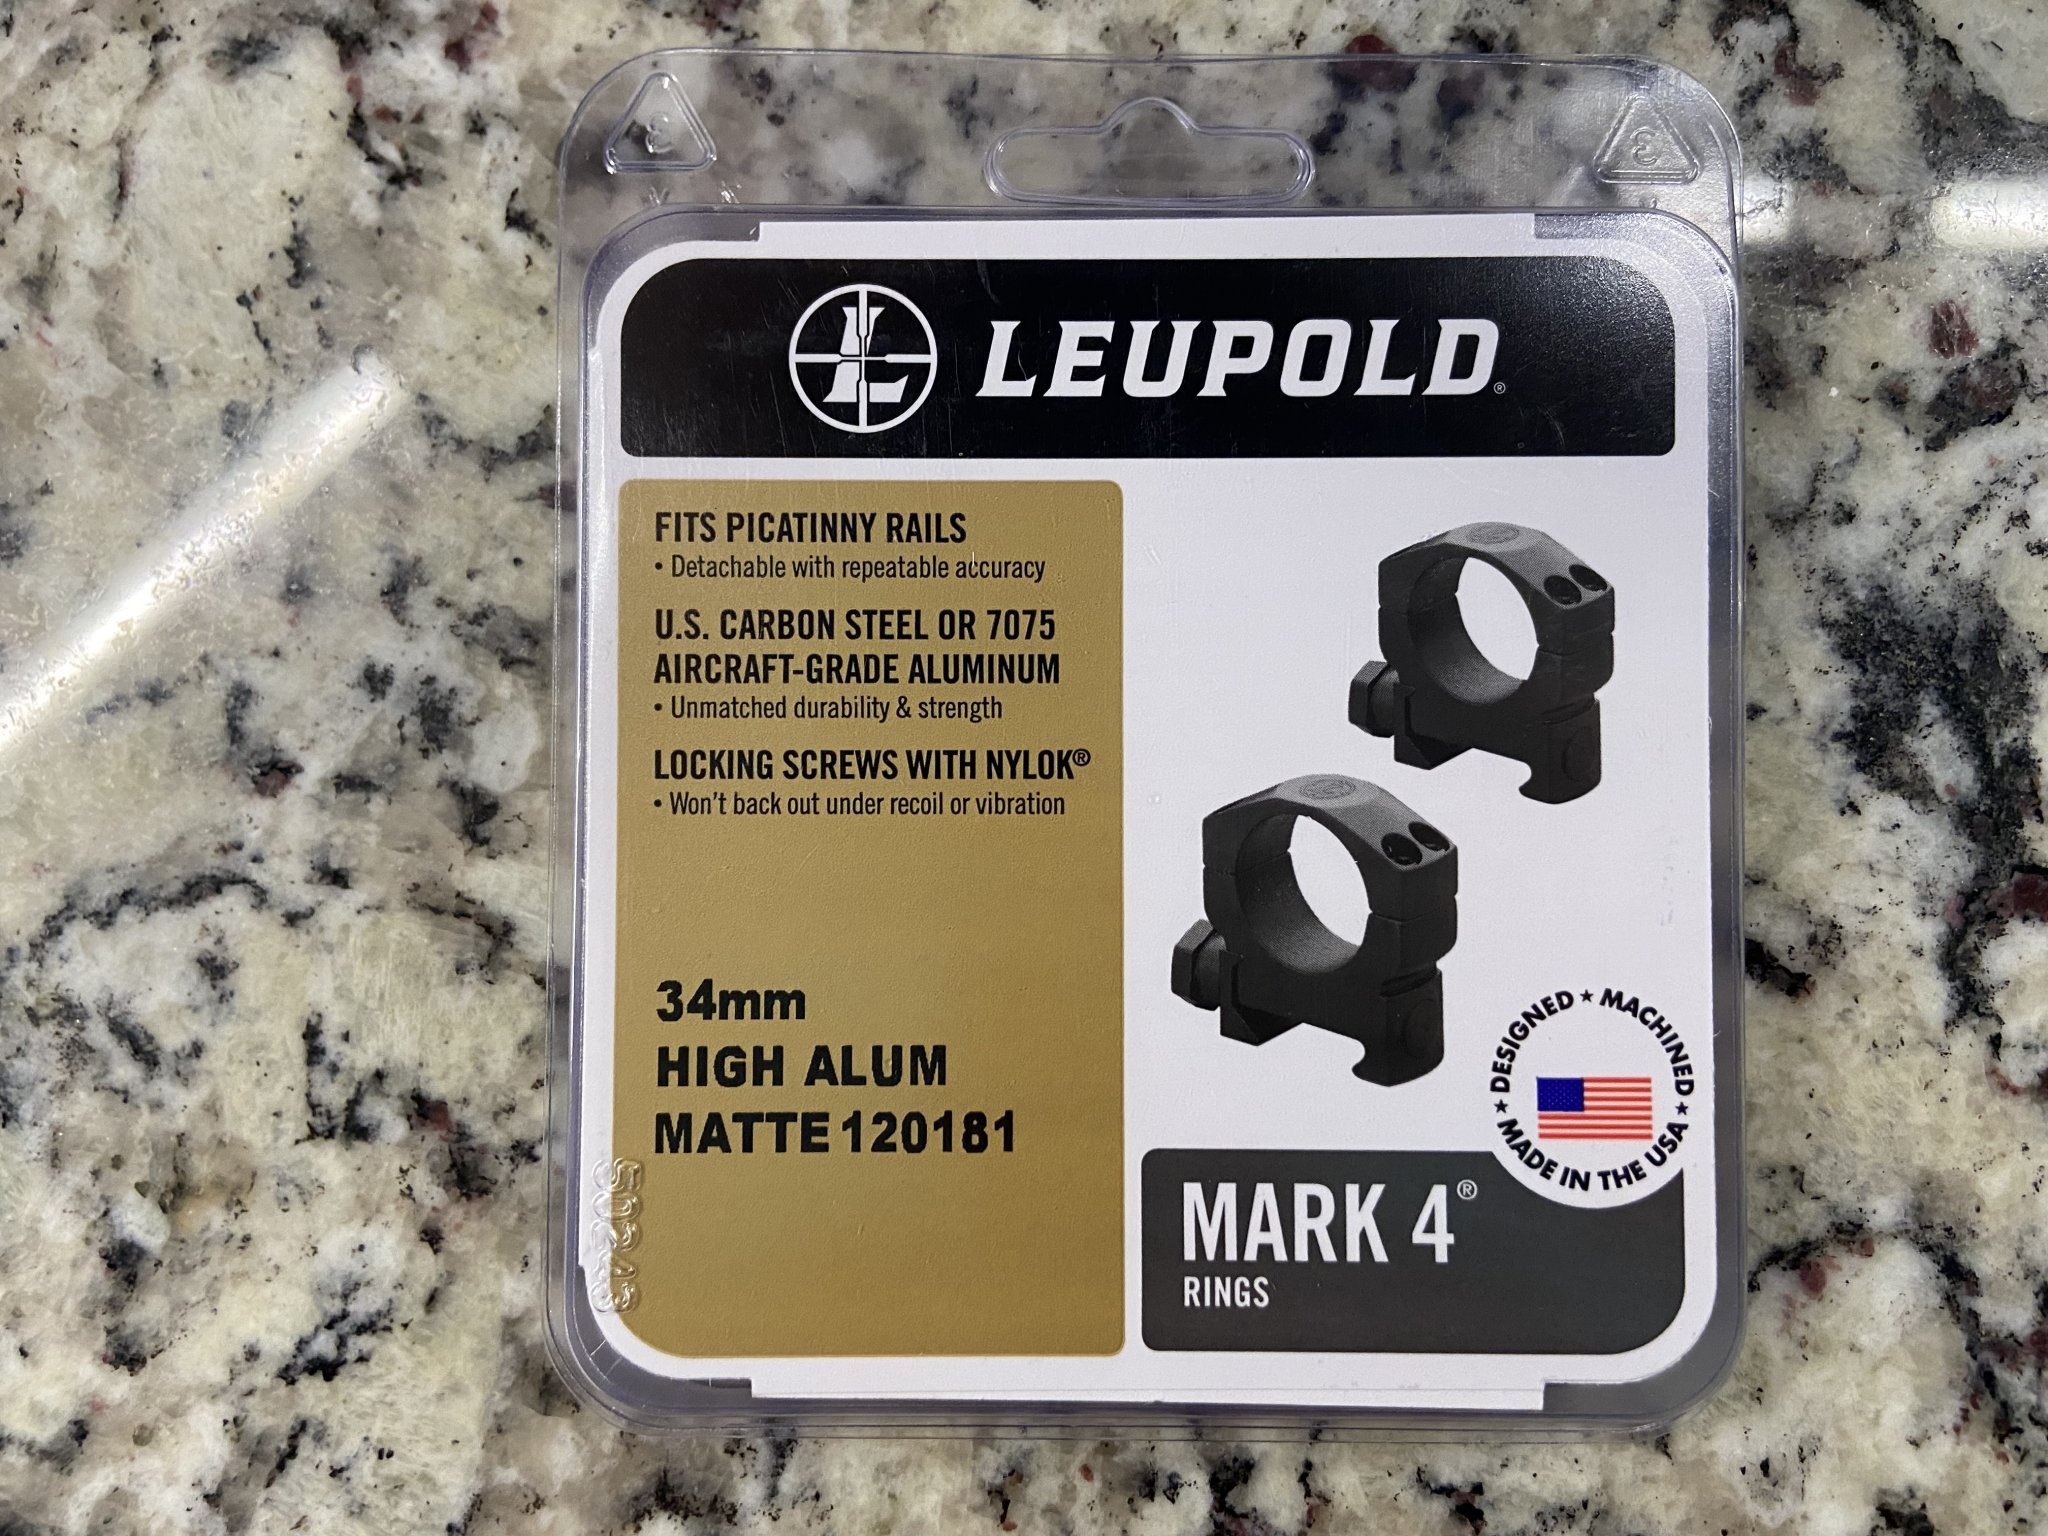 LEUPOLD®
FITS PICATINNY RAILS
• Detachable with repeatable accuracy
U.S. CARBON STEEL OR 7075
AIRCRAFT-GRADE ALUMINUM
• Unmatched durability & strength
LOCKING SCREWS WITH NYLOK®
• Won't back out under recoil or vibration
34mm
HIGH ALUM
MATTE 120181
50243
DESIGNED ★ MACHINED ★ MADE IN THE USA ★
MARK 4®
RINGS